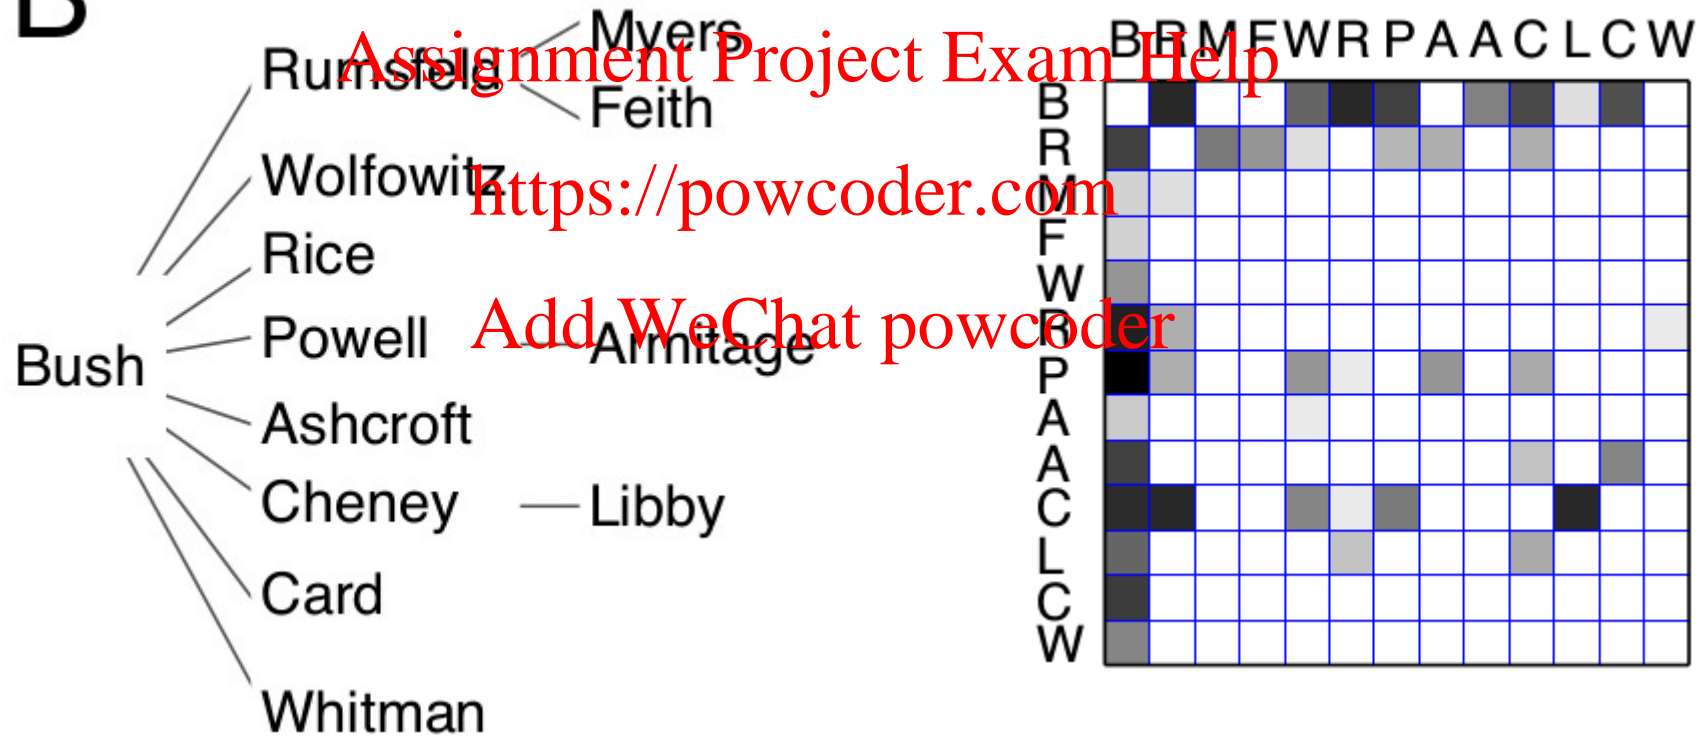 B
Assignment Project Exam Help
https://powcoder.com
Add WeChat powcoder
Bush
Rumsfeld
Myers
Feith
Wolfowitz
Rice
Powell
Armitage
Ashcroft
Cheney
Libby
Card
Whitman
B R M F W R P A A C L C W
B
R
M
F
W
R
P
A
A
C
L
C
W